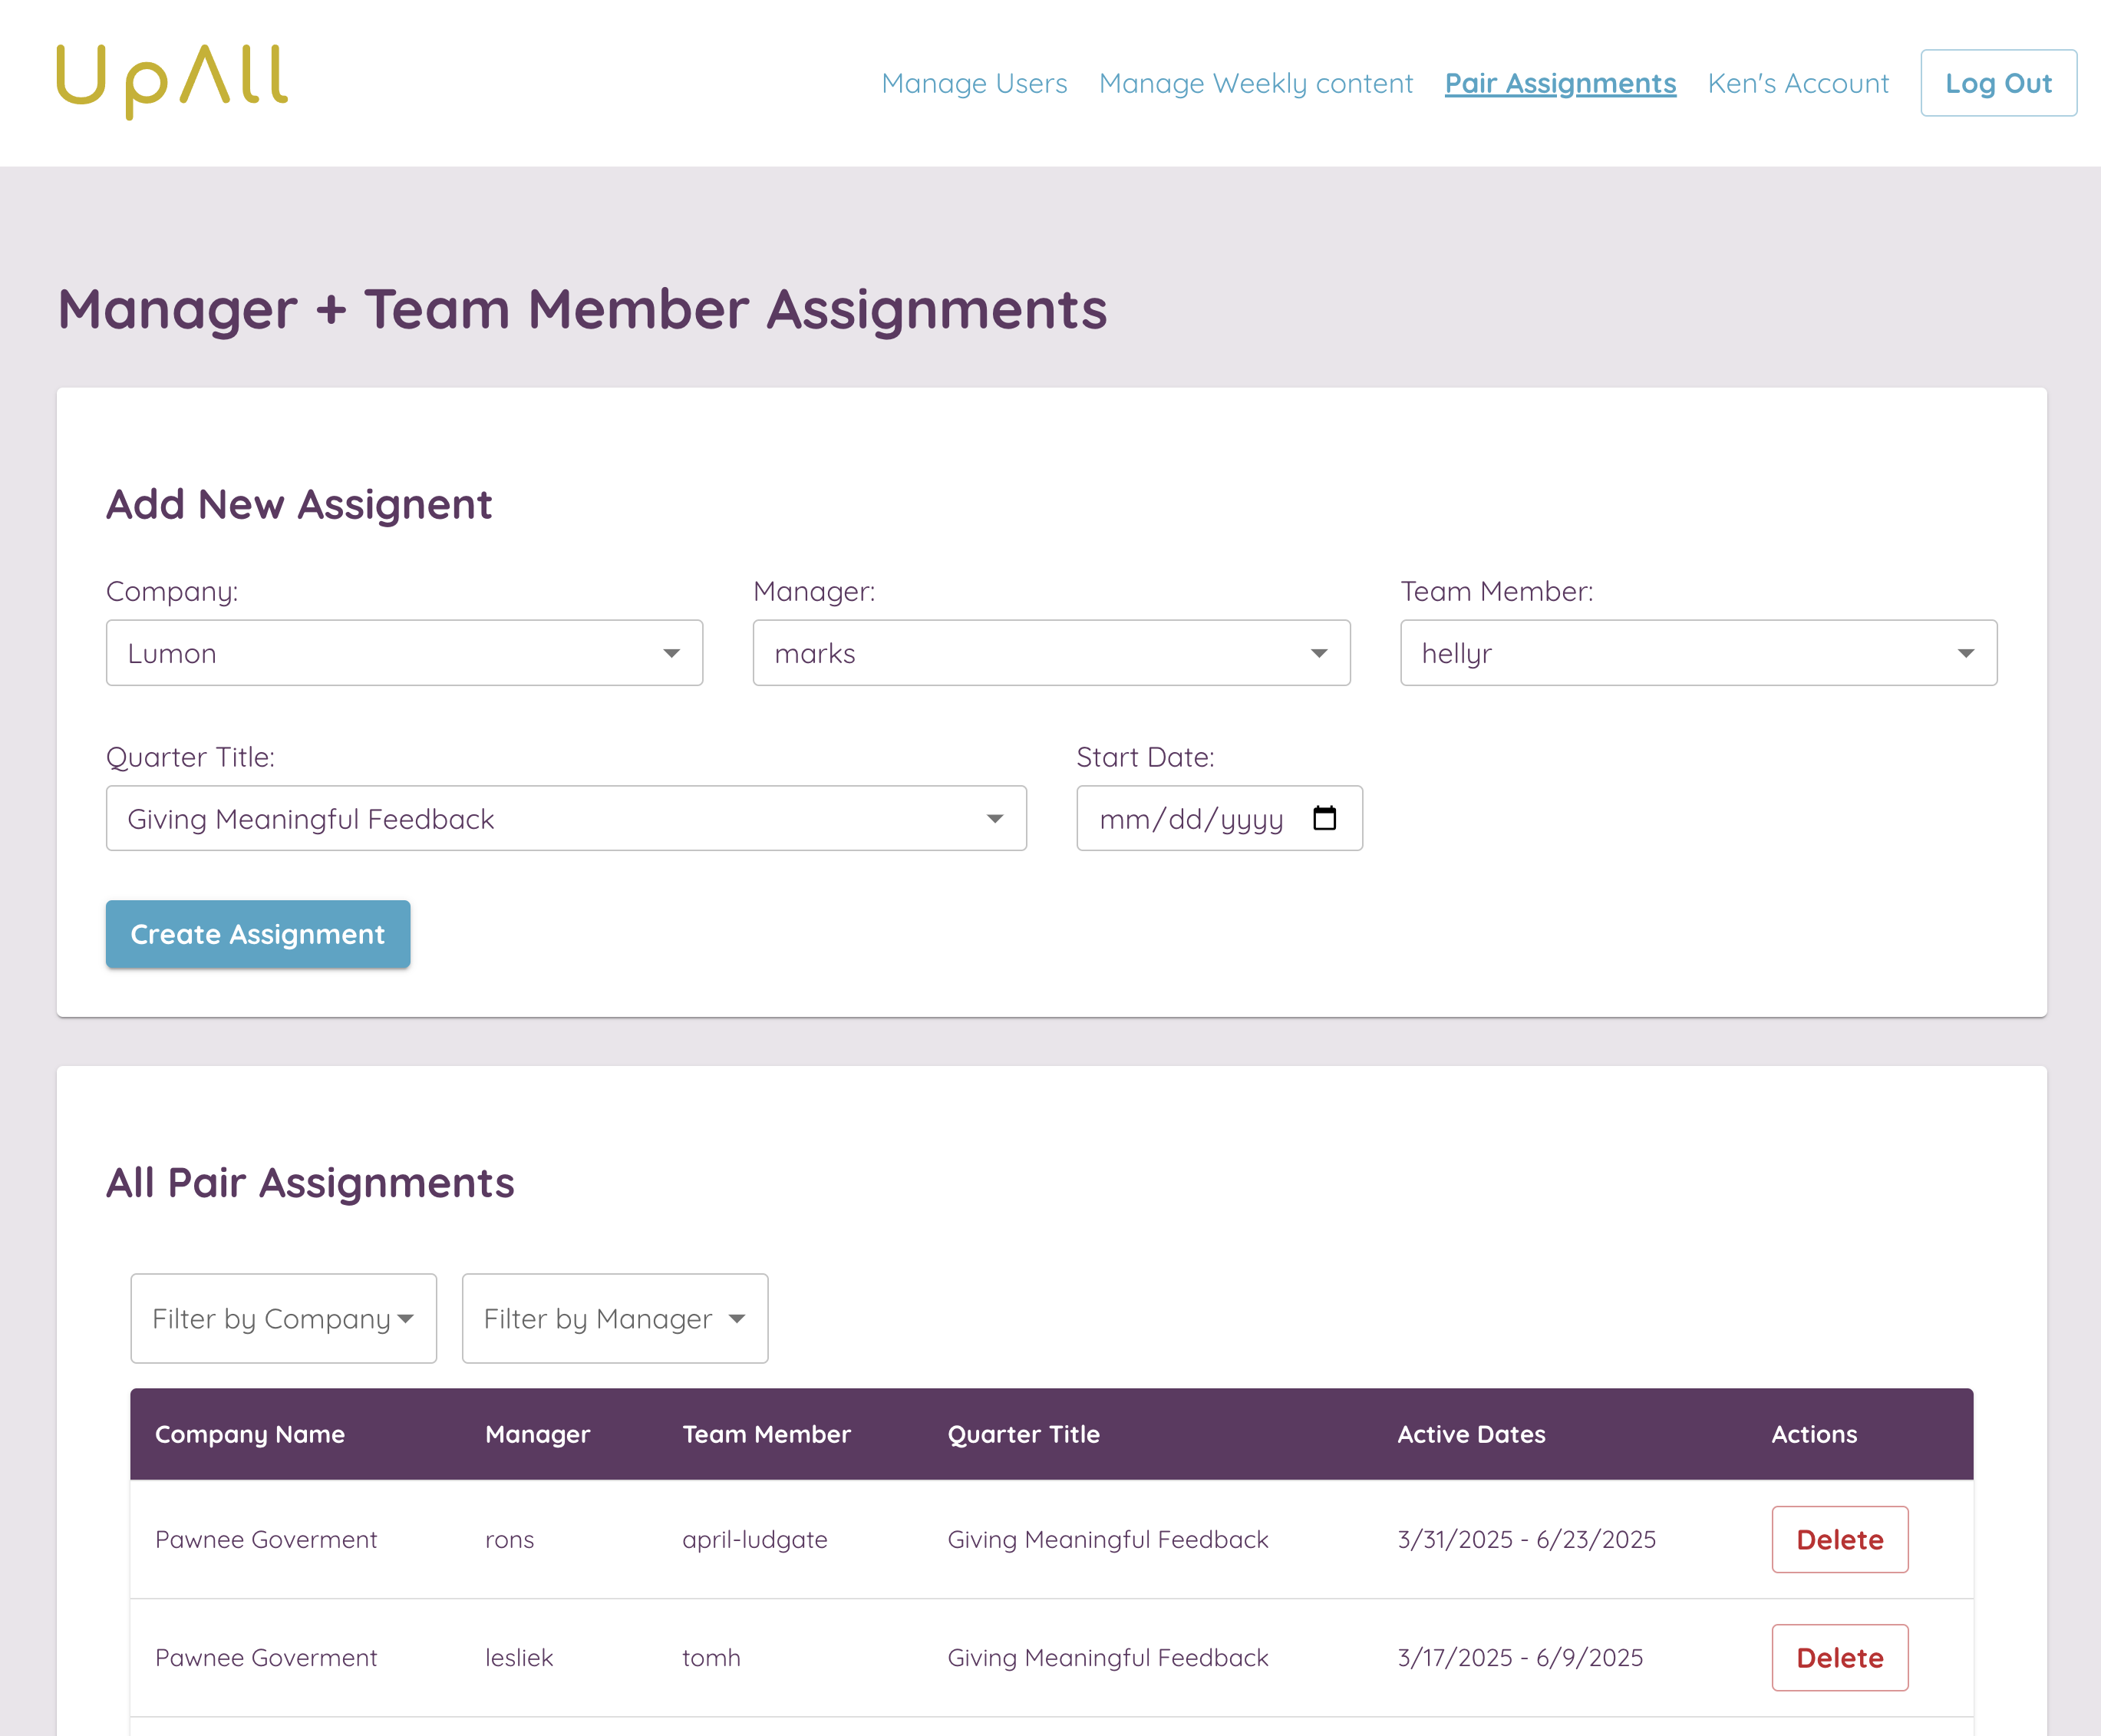 UpAll
Manage Users Manage Weekly content Pair Assignments Ken's Account Log Out
Manager + Team Member Assignments
Add New Assignent
Company: Manager: Team Member:
Lumon marks hellyr
Quarter Title: Start Date:
Giving Meaningful Feedback mm/dd/yyyy
Create Assignment
All Pair Assignments
Filter by Company Filter by Manager
Company Name Manager Team Member Quarter Title Active Dates Actions
Pawnee Goverment rons april-ludgate Giving Meaningful Feedback 3/31/2025 - 6/23/2025 Delete
Pawnee Goverment lesliek tomh Giving Meaningful Feedback 3/17/2025 - 6/9/2025 Delete